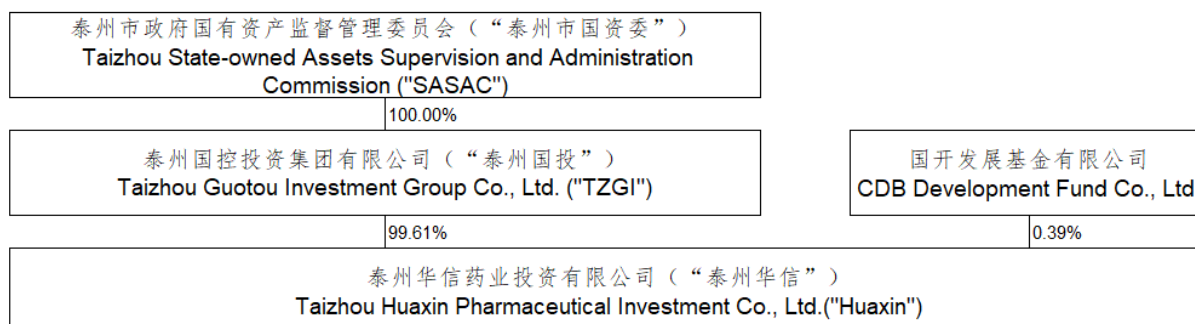 泰州市政府国有资产监督管理委员会（“泰州市国资委”）
Taizhou State-owned Assets Supervision and Administration
Commission ("SASAC")
100.00%
泰州国控投资集团有限公司（“泰州国投”）
Taizhou Guotou Investment Group Co., Ltd. ("TZGI")
国开发展基金有限公司
CDB Development Fund Co., Ltd
99.61%
0.39%
泰州华信药业投资有限公司（“泰州华信”）
Taizhou Huaxin Pharmaceutical Investment Co., Ltd.("Huaxin")